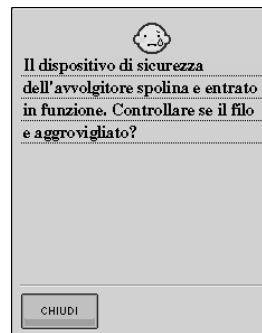 Il dispositivo di sicurezza
dell'avvolgitore spolina e entrato
in funzione. Controllare se il filo
e aggrovigliato?
CHIUDI